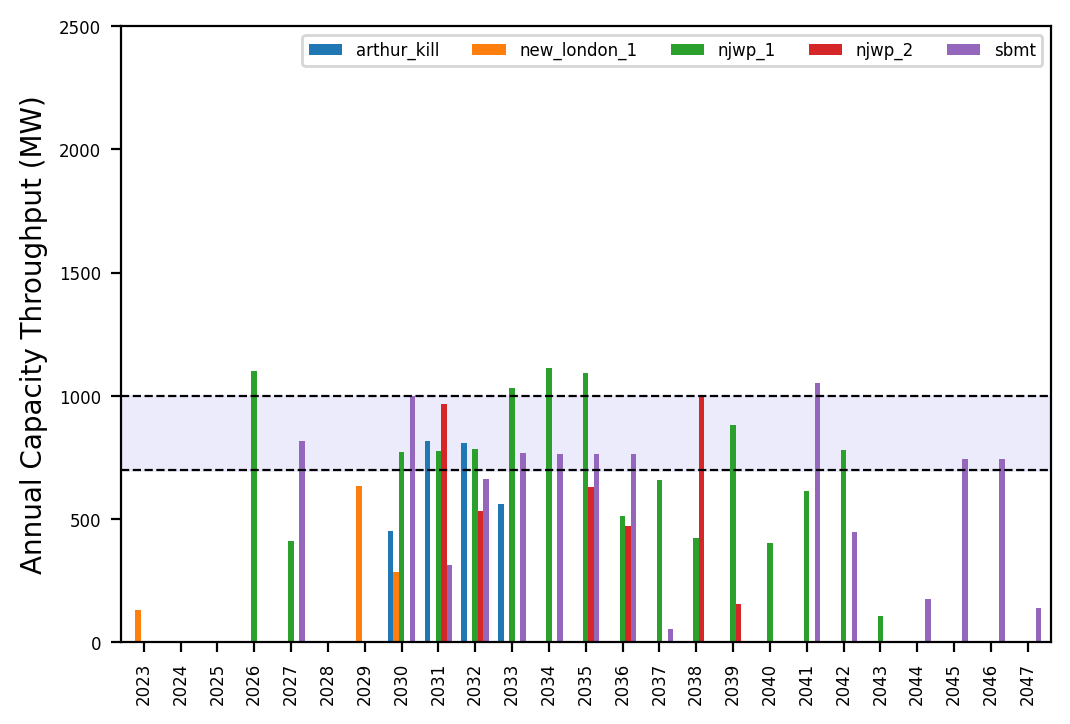 2500
2000
1500
1000
500
0
Annual Capacity Throughput (MW)
arthur_kill new_london_1 njwp_1 njwp_2 sbmt
2023 2024 2025 2026 2027 2028 2029 2030 2031 2032 2033 2034 2035 2036 2037 2038 2039 2040 2041 2042 2043 2044 2045 2046 2047